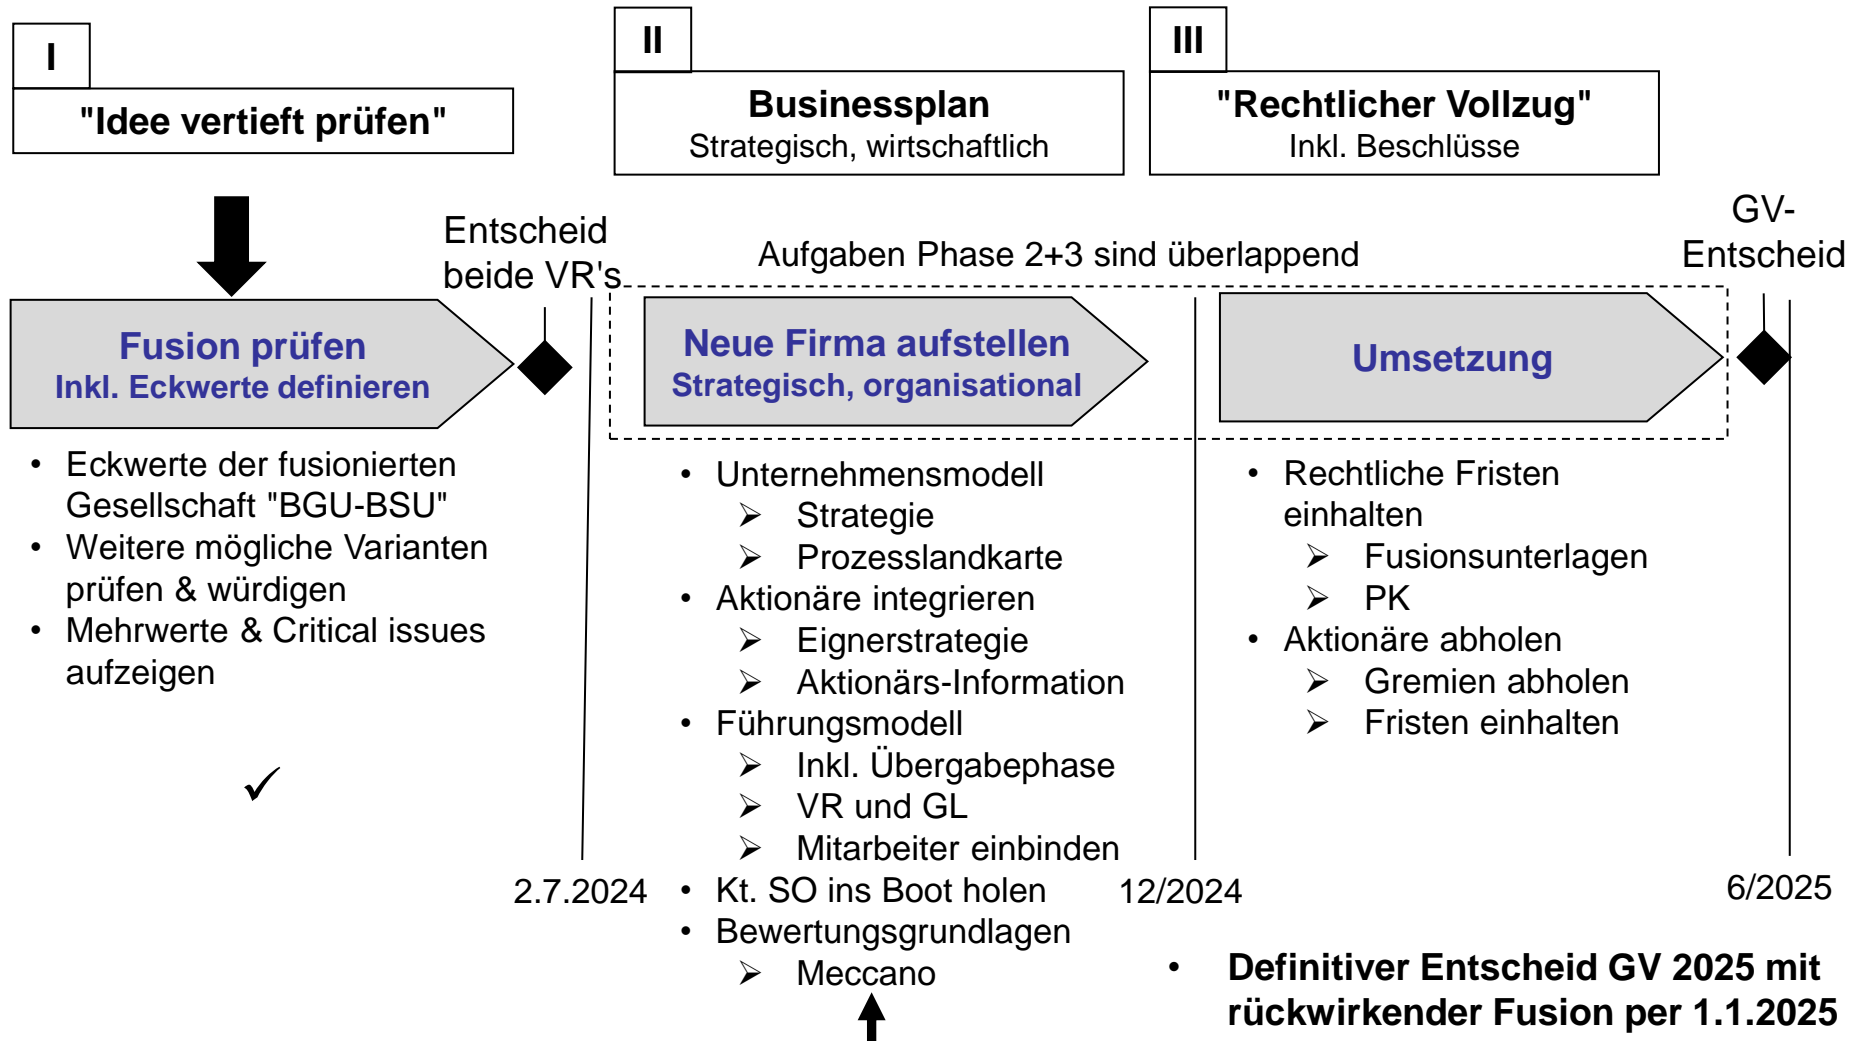 I
"Idee vertieft prüfen"
II
Businessplan
Strategisch, wirtschaftlich
III
"Rechtlicher Vollzug"
Inkl. Beschlüsse
Entscheid
beide VR's
Aufgaben Phase 2+3 sind überlappend
GV-
Entscheid
Fusion prüfen
Inkl. Eckwerte definieren
Neue Firma aufstellen
Strategisch, organisational
Umsetzung
• Eckwerte der fusionierten
Gesellschaft "BGU-BSU"
• Weitere mögliche Varianten
prüfen & würdigen
• Mehrwerte & Critical issues
aufzeigen
✓
2.7.2024
• Unternehmensmodell
➢ Strategie
➢ Prozesslandkarte
• Aktionäre integrieren
➢ Eignerstrategie
➢ Aktionärs-Information
• Führungsmodell
➢ Inkl. Übergabephase
➢ VR und GL
➢ Mitarbeiter einbinden
• Kt. SO ins Boot holen
• Bewertungsgrundlagen
➢ Meccano
12/2024
• Rechtliche Fristen
einhalten
➢ Fusionsunterlagen
➢ PK
• Aktionäre abholen
➢ Gremien abholen
➢ Fristen einhalten
6/2025
• Definitiver Entscheid GV 2025 mit
rückwirkender Fusion per 1.1.2025